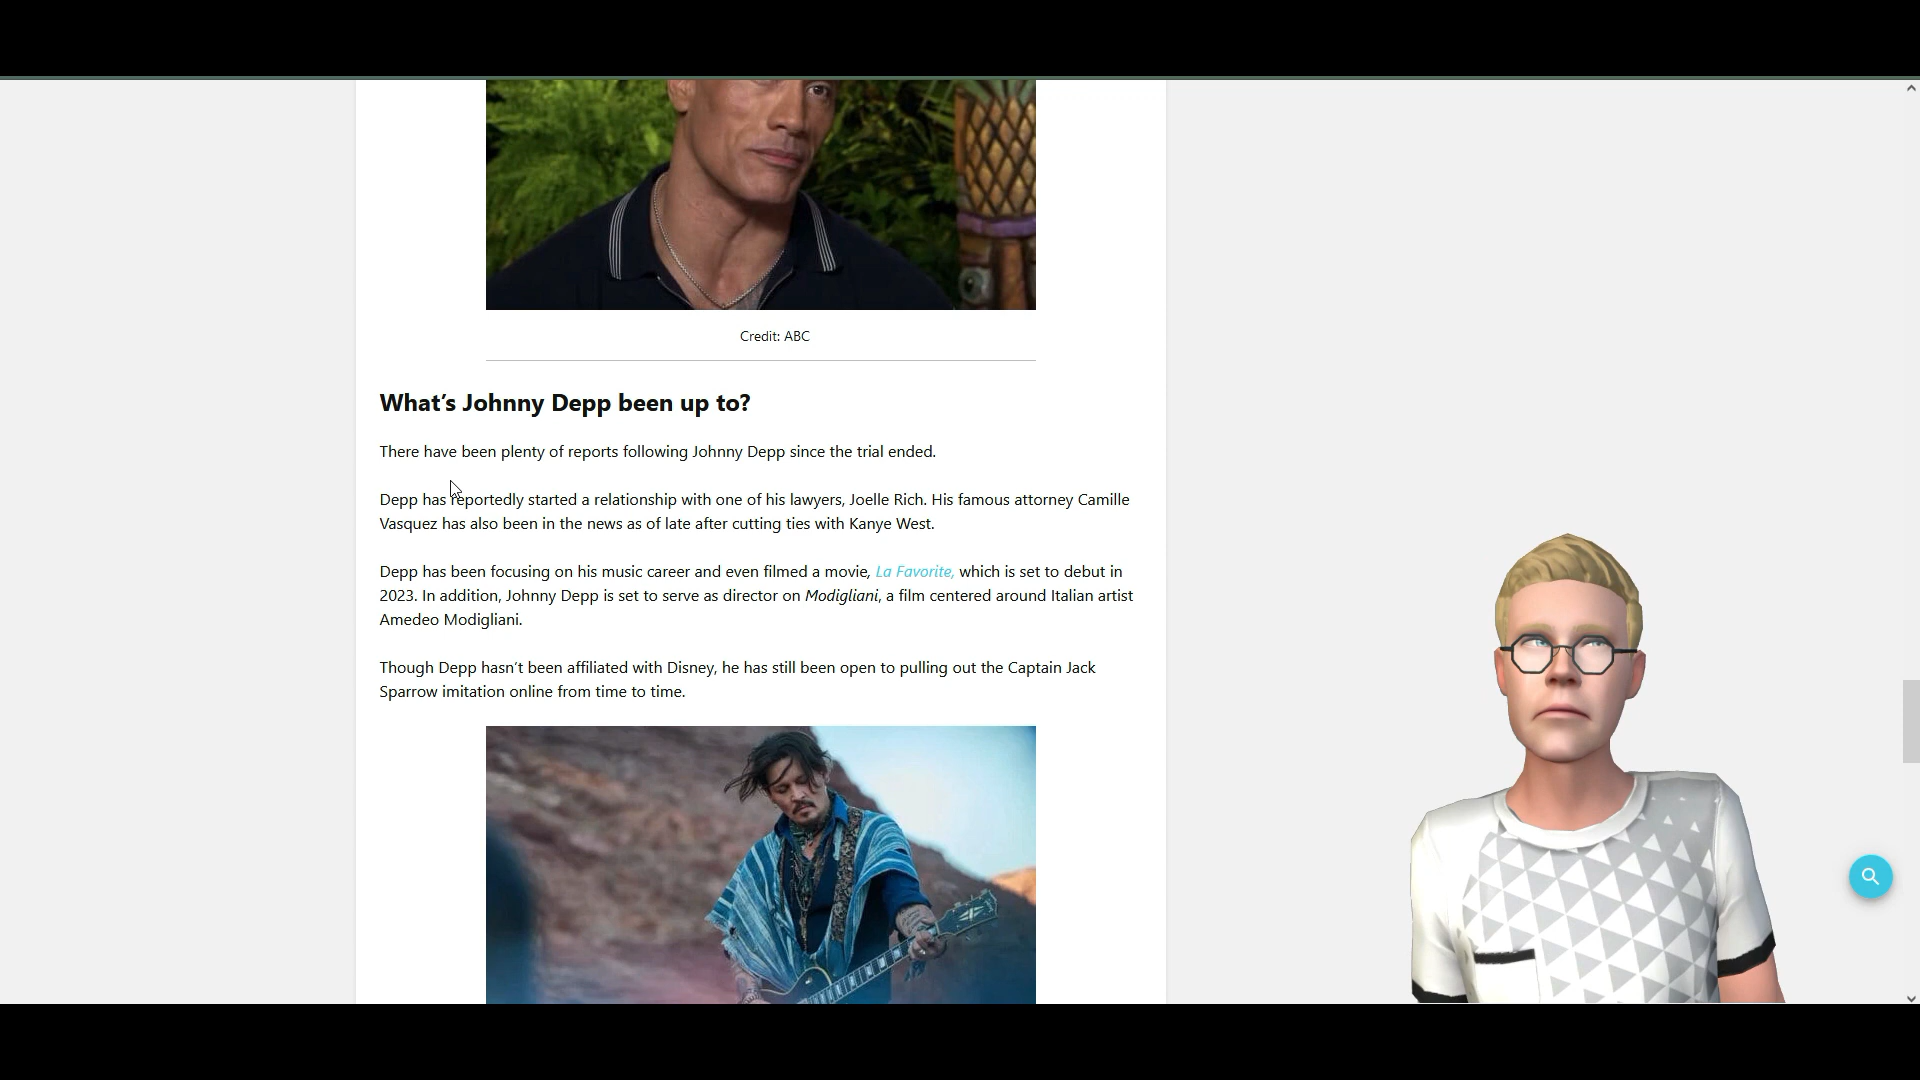 Credit: ABC
What’s Johnny Depp been up to?
There have been plenty of reports following Johnny Depp since the trial ended.
Depp has reportedly started a relationship with one of his lawyers, Joelle Rich. His famous attorney Camille
Vasquez has also been in the news as of late after cutting ties with Kanye West.
Depp has been focusing on his music career and even filmed a movie, La Favorite, which is set to debut in
2023. In addition, Johnny Depp is set to serve as director on Modigliani, a film centered around Italian artist
Amedeo Modigliani.
Though Depp hasn’t been affiliated with Disney, he has still been open to pulling out the Captain Jack
Sparrow imitation online from time to time.